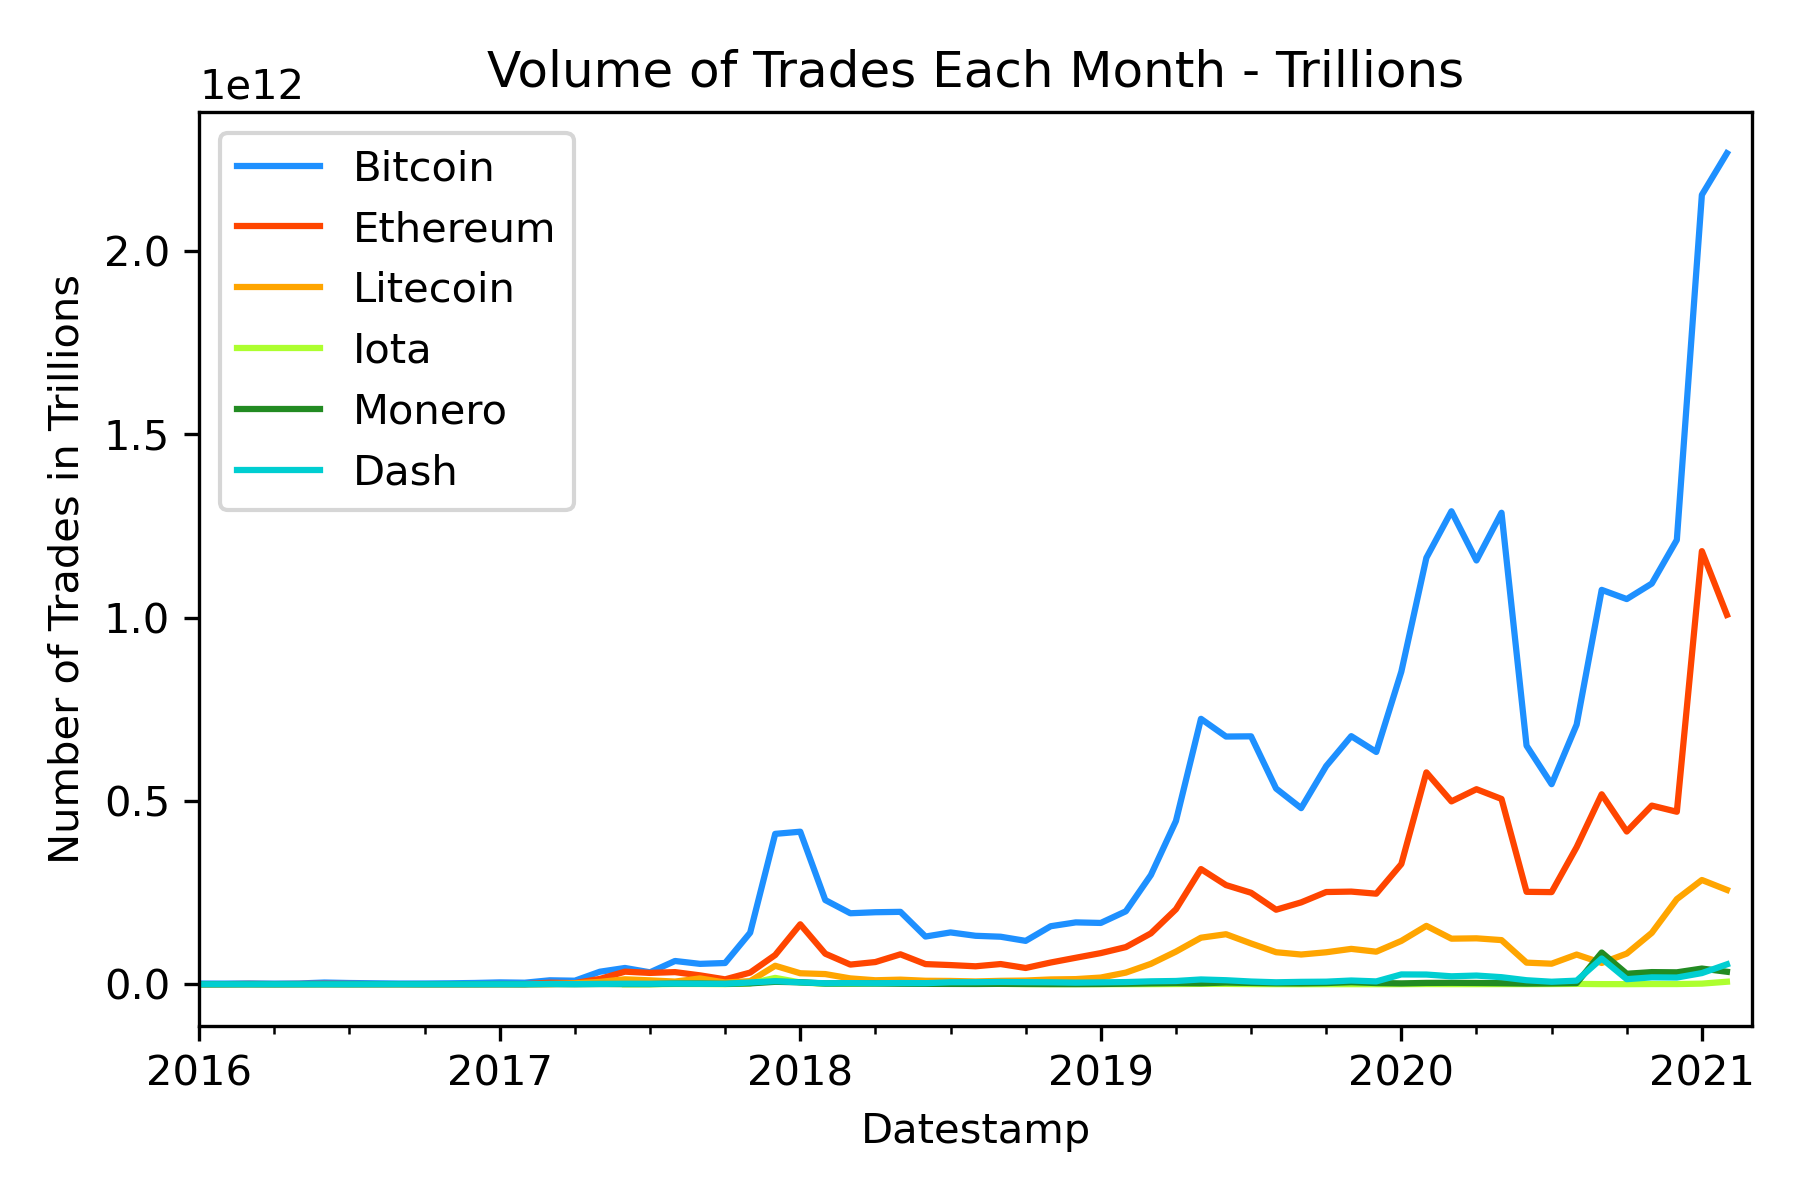 Volume of Trades Each Month - Trillions
1e12
Bitcoin
Ethereum
Litecoin
Iota
Monero
Dash
2.0
1.5
1.0
0.5
0.0
Number of Trades in Trillions
2016 2017 2018 2019 2020 2021
Datestamp